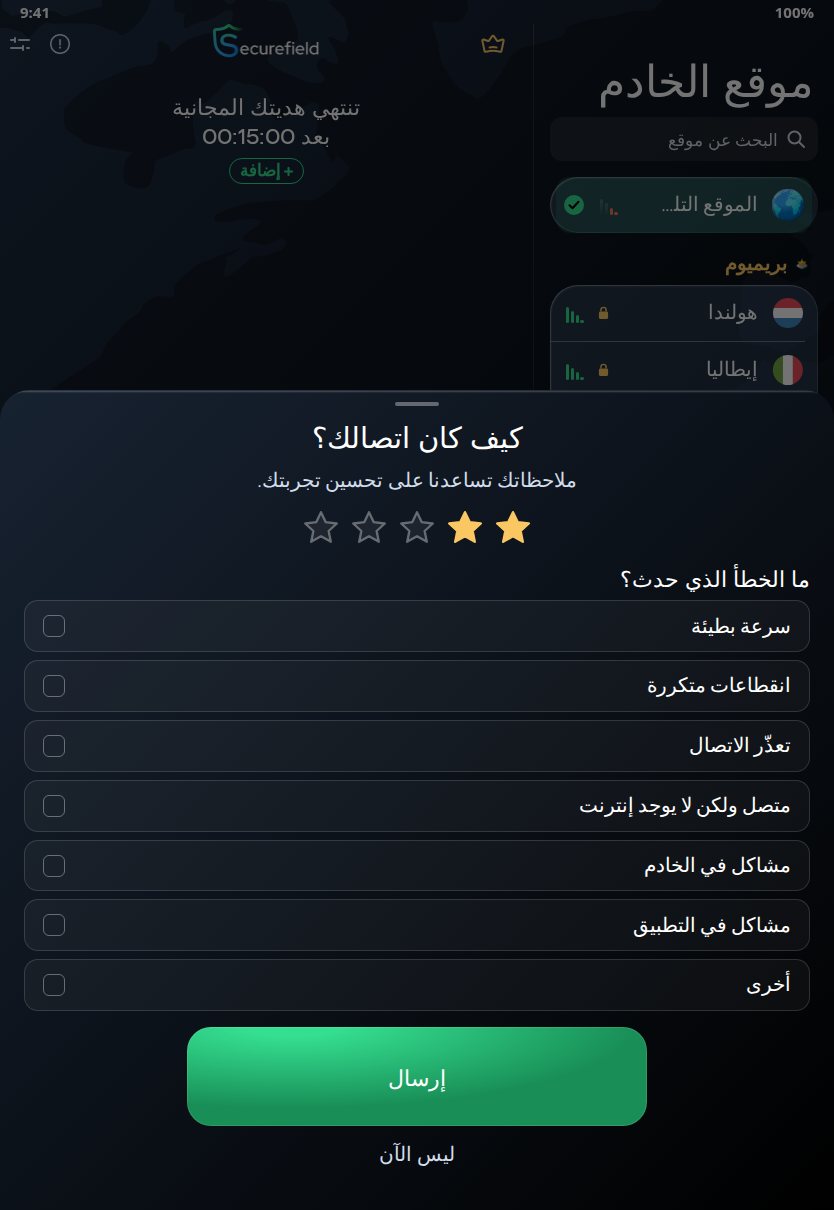 9:41
100%
Securefield
تنتهي هديتك المجانية
بعد 00:15:00
+ إضافة
موقع الخادم
البحث عن موقع
الموقع التلـ...
بريميوم
هولندا
إيطاليا
كيف كان اتصالك؟
ملاحظاتك تساعدنا على تحسين تجربتك.
ما الخطأ الذي حدث؟
سرعة بطيئة
انقطاعات متكررة
تعذّر الاتصال
متصل ولكن لا يوجد إنترنت
مشاكل في الخادم
مشاكل في التطبيق
أخرى
إرسال
ليس الآن